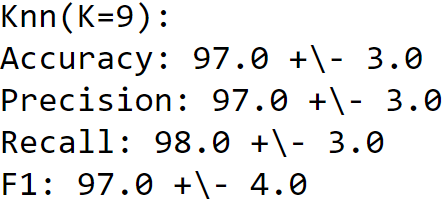 Knn(K=9):
Accuracy: 97.0 +\- 3.0
Precision: 97.0 +\- 3.0
Recall: 98.0 +\- 3.0
F1: 97.0 +\- 4.0